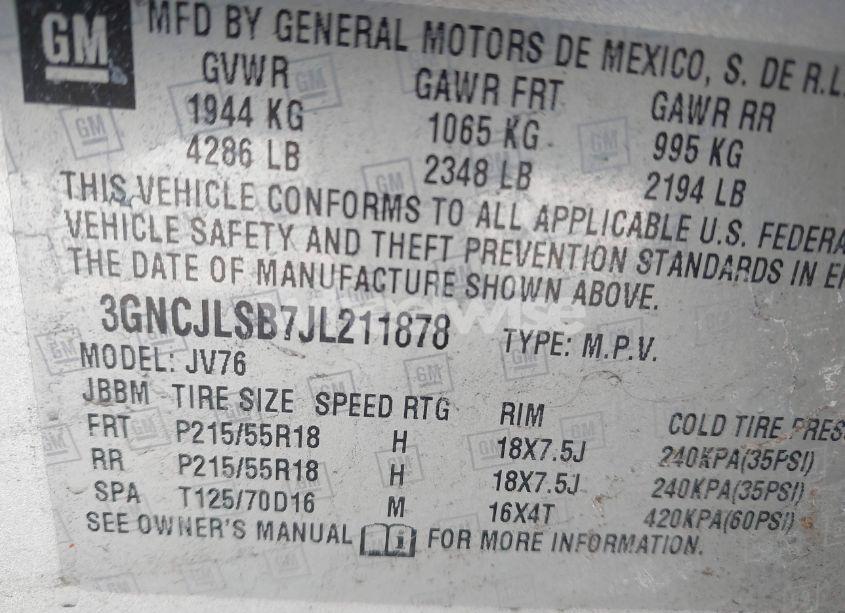 GM MFD BY GENERAL MOTORS DE MEXICO, S. DE R.L.
GVWR GAWR FRT GAWR RR
1944 KG 1065 KG 995 KG
4286 LB 2348 LB 2194 LB
THIS VEHICLE CONFORMS TO ALL APPLICABLE U.S. FEDERA
VEHICLE SAFETY AND THEFT PREVENTION STANDARDS IN E
THE DATE OF MANUFACTURE SHOWN ABOVE.
3GNCJLSB7JL211878 TYPE: M.P.V.
MODEL: JV76
JBBM TIRE SIZE SPEED RTG RIM COLD TIRE PRES
FRT P215/55R18 H 18X7.5J 240KPA(35PSI)
RR P215/55R18 H 18X7.5J 240KPA(35PSI)
SPA T125/70D16 M 16X4T 420KPA(60PSI)
SEE OWNER'S MANUAL i FOR MORE INFORMATION.